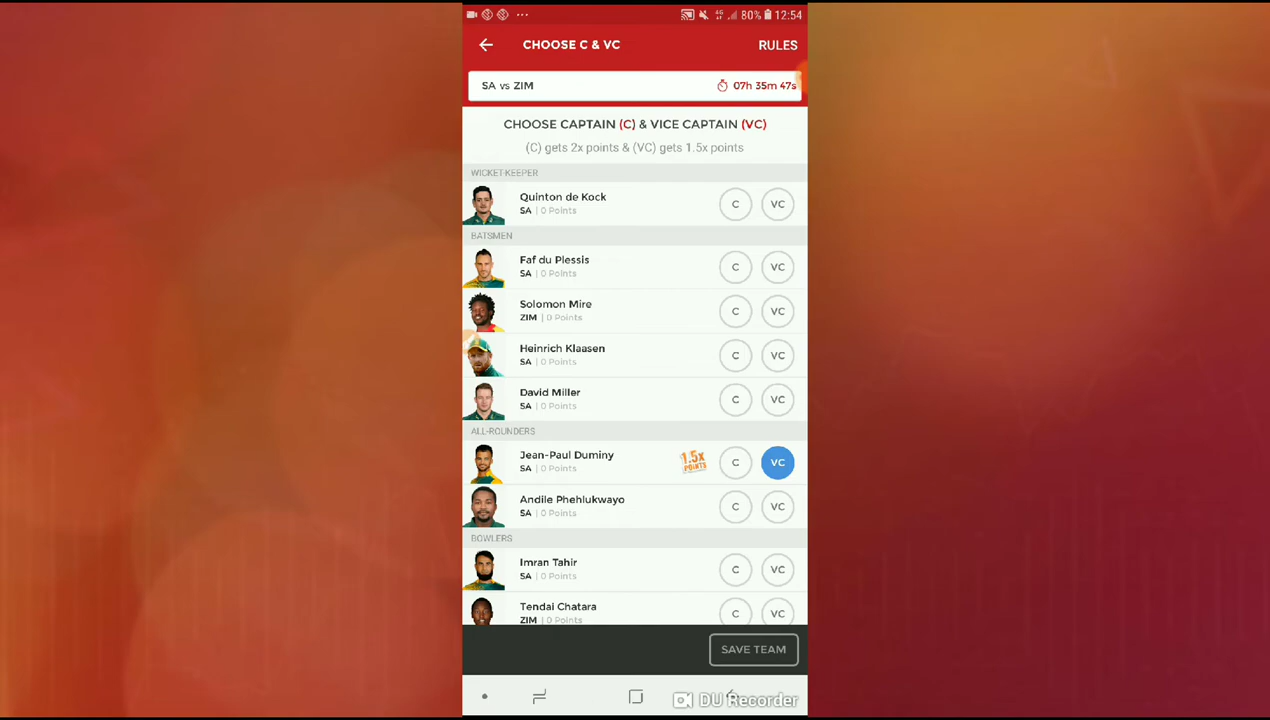 80% 12:54
CHOOSE C & VC RULES
SA vs ZIM 07h 35m 47s
CHOOSE CAPTAIN (C) & VICE CAPTAIN (VC)
(C) gets 2x points & (VC) gets 1.5x points
WICKET-KEEPER
Quinton de Kock
SA | 0 Points
C VC
BATSMEN
Faf du Plessis
SA | 0 Points
C VC
Solomon Mire
ZIM | 0 Points
C VC
Heinrich Klaasen
SA | 0 Points
C VC
David Miller
SA | 0 Points
C VC
ALL-ROUNDERS
Jean-Paul Duminy
SA | 0 Points
1.5x
POINTS
C VC
Andile Phehlukwayo
SA | 0 Points
C VC
BOWLERS
Imran Tahir
SA | 0 Points
C VC
Tendai Chatara
ZIM | 0 Points
C VC
SAVE TEAM
DU Recorder